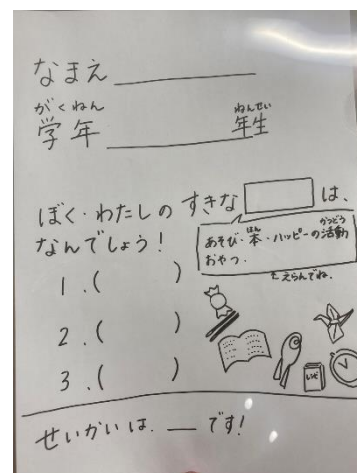 なまえ
がくねん ねんせい
学年 年生
ぼく・わたしの すきな は、
なんでしょう!
ほん かつどう
あそび・本・ハッピーの活動
おやつ.
をえらんでね.
1.( )
2.( )
3.( )
せいかいは. です!